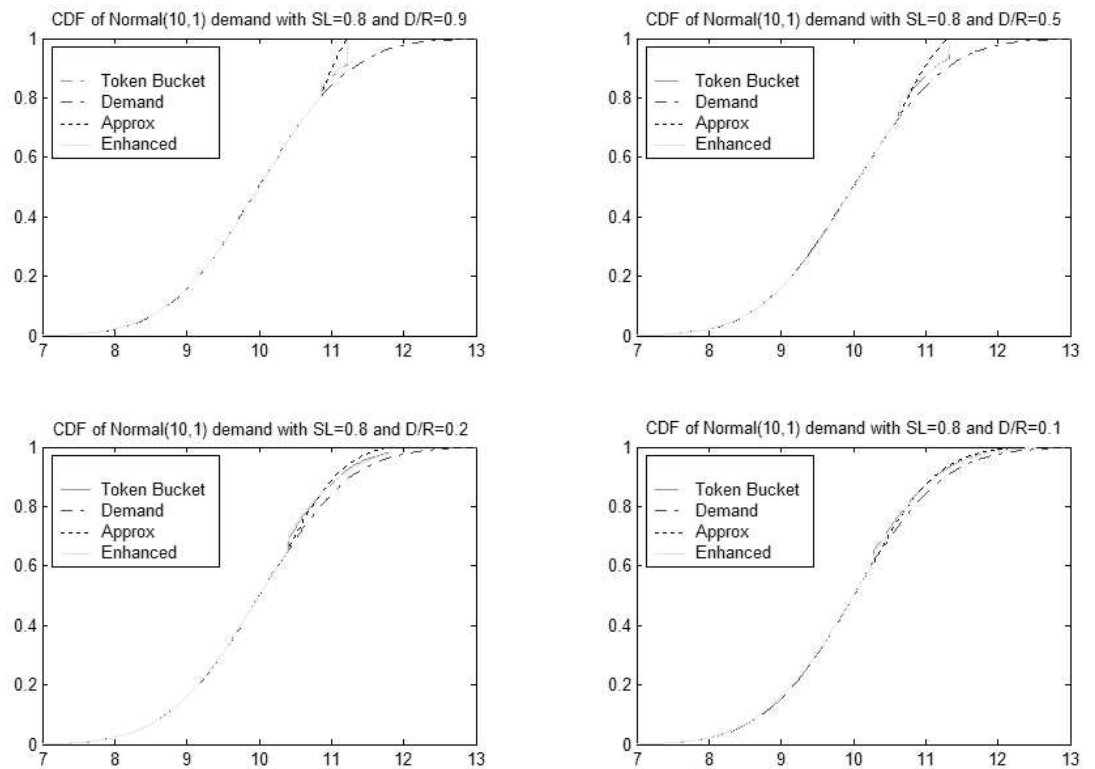 CDF of Normal(10,1) demand with SL=0.8 and D/R=0.9
1
0.8
0.6
0.4
0.2
0
Token Bucket
Demand
Approx
Enhanced
7 8 9 10 11 12 13
CDF of Normal(10,1) demand with SL=0.8 and D/R=0.5
1
0.8
0.6
0.4
0.2
0
Token Bucket
Demand
Approx
Enhanced
7 8 9 10 11 12 13
CDF of Normal(10,1) demand with SL=0.8 and D/R=0.2
1
0.8
0.6
0.4
0.2
0
Token Bucket
Demand
Approx
Enhanced
7 8 9 10 11 12 13
CDF of Normal(10,1) demand with SL=0.8 and D/R=0.1
1
0.8
0.6
0.4
0.2
0
Token Bucket
Demand
Approx
Enhanced
7 8 9 10 11 12 13